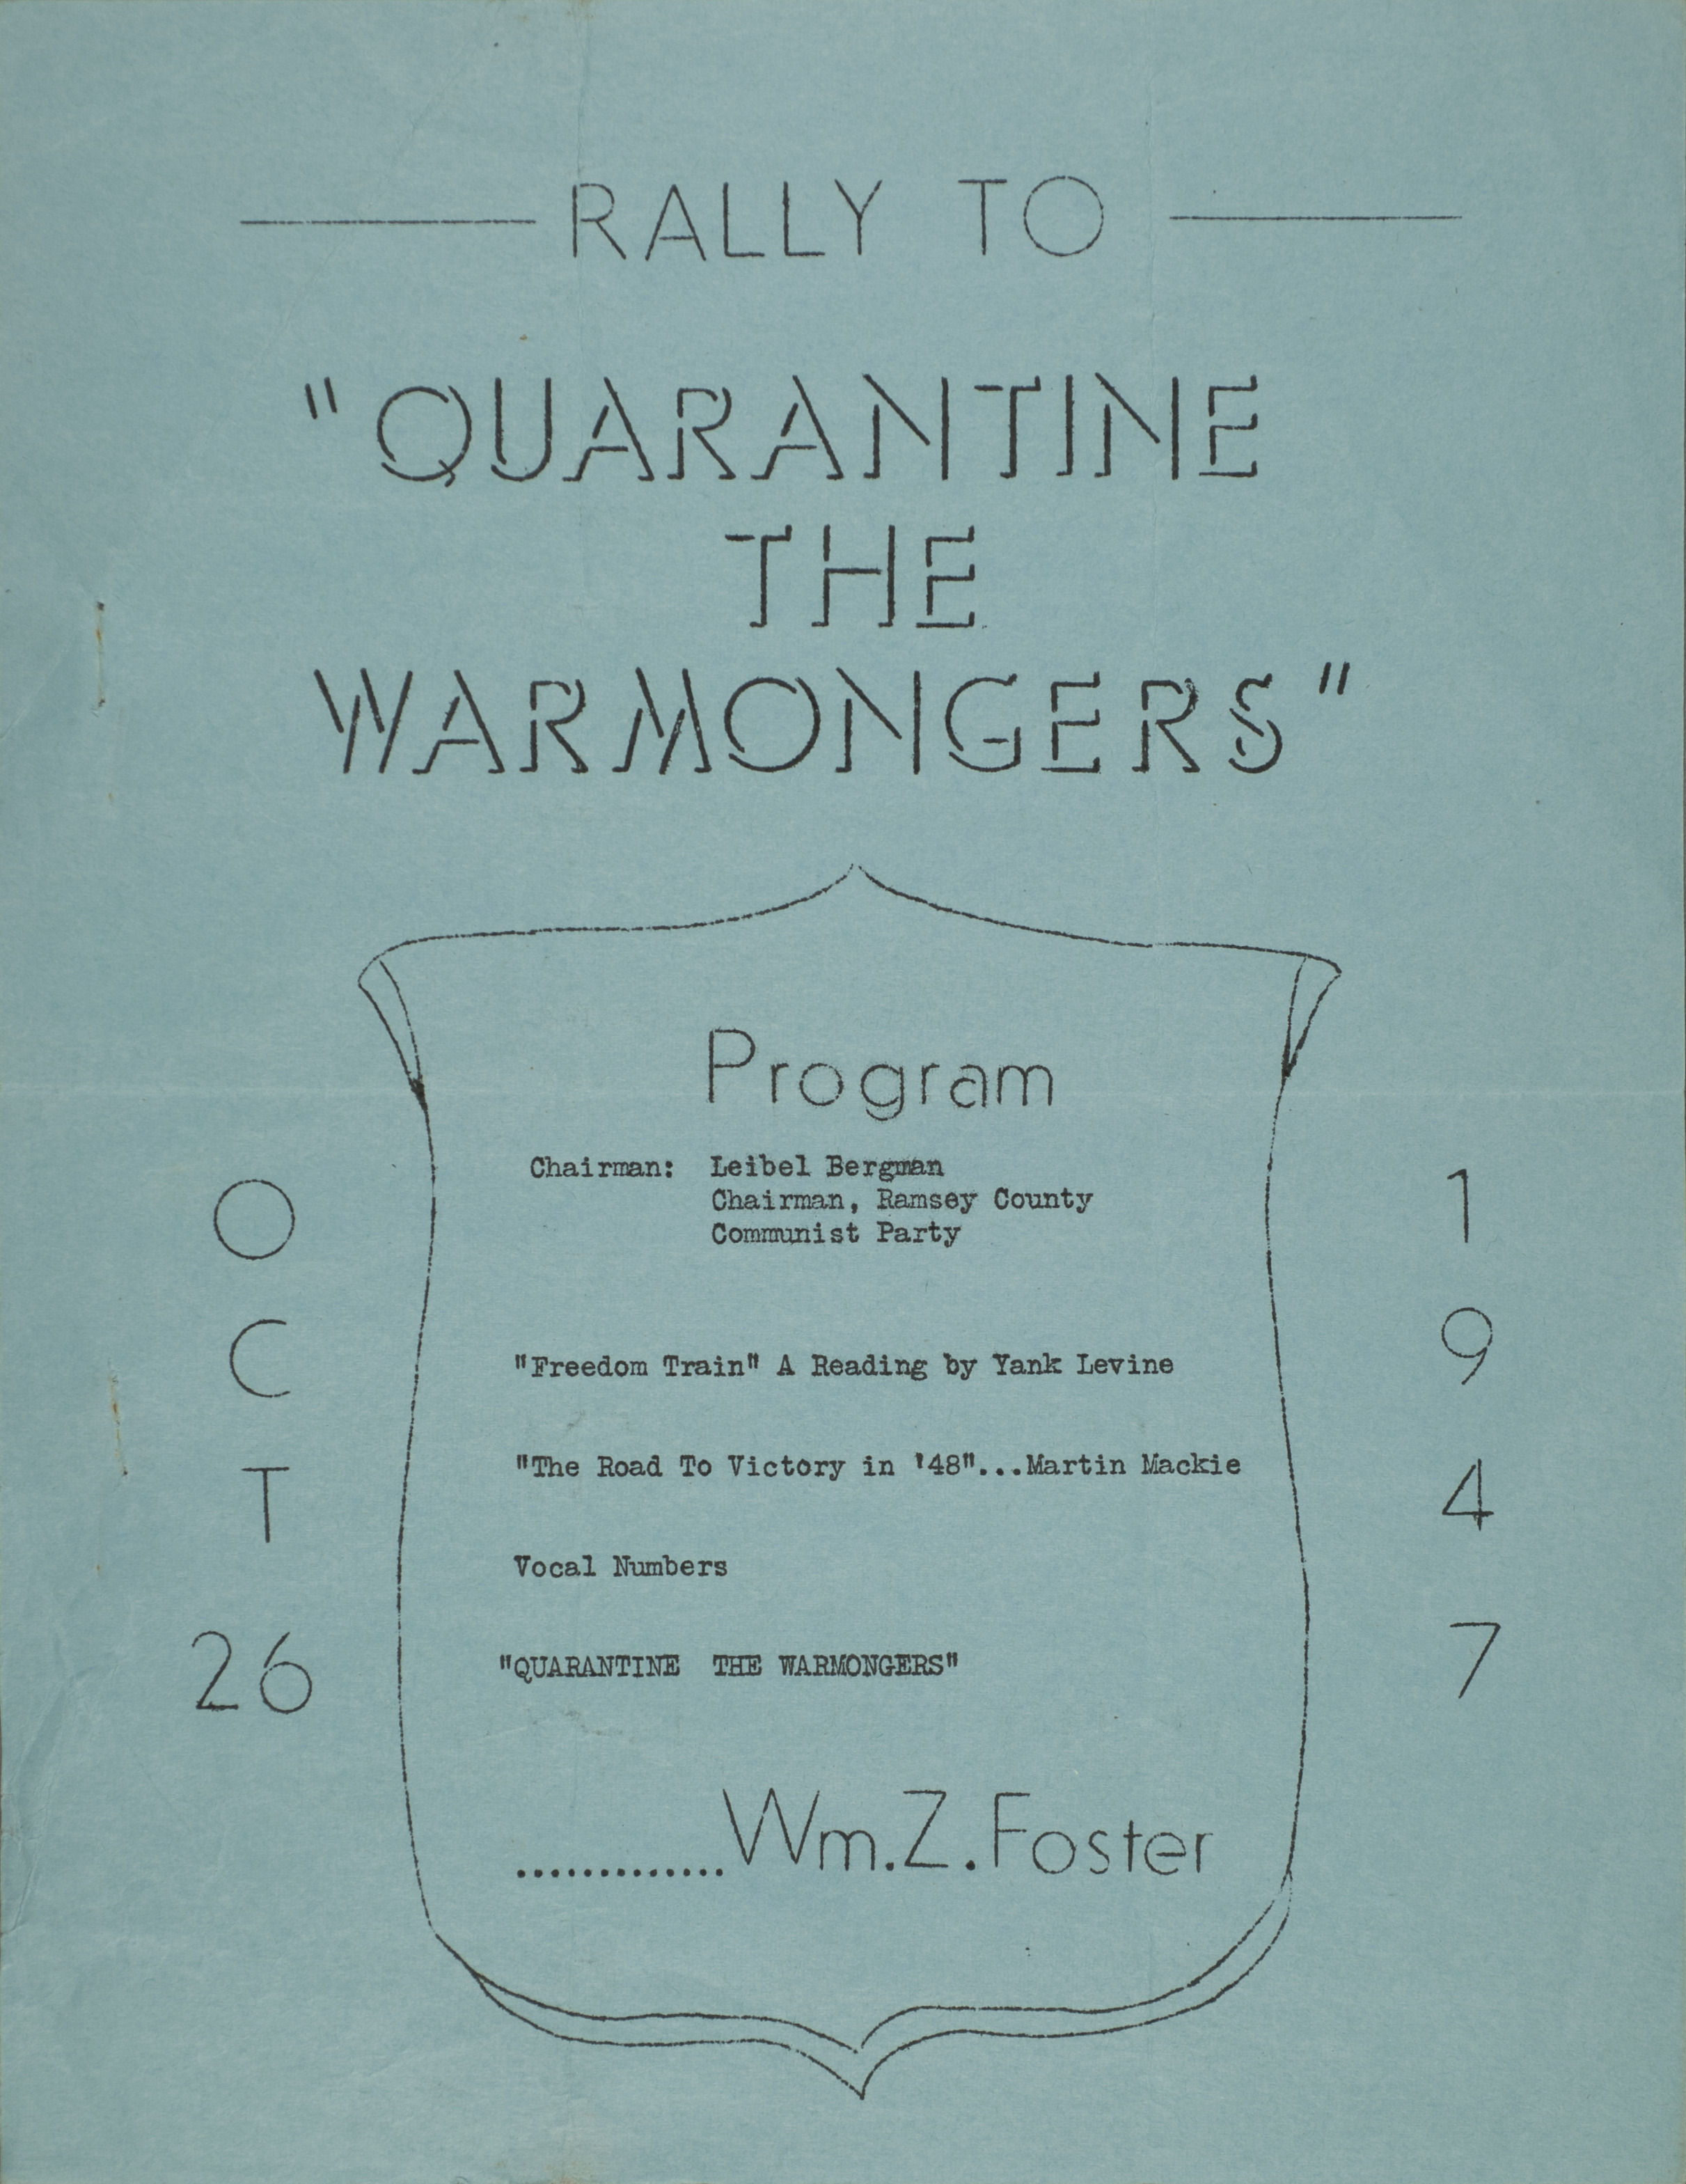 RALLY TO
"QUARANTINE
THE
WARMONGERS"
Program
Chairman: Leibel Bergman
Chairman, Ramsey County
Communist Party
"Freedom Train" A Reading by Yank Levine
"The Road To Victory in '48"...Martin Mackie
Vocal Numbers
"QUARANTINE THE WARMONGERS"
.............Wm.Z.Foster
O
C
T
26
1
9
4
7